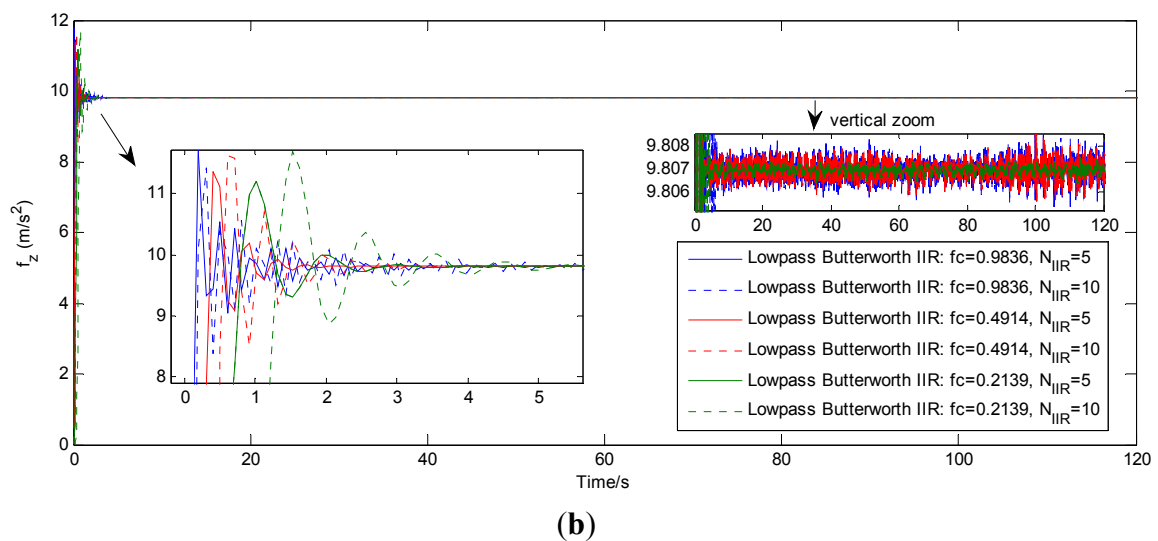 12
10
8
6
4
2
0
f_z (m/s²)
11
10
9
8
0 1 2 3 4 5
vertical zoom
9.808
9.807
9.806
0 20 40 60 80 100 120
Lowpass Butterworth IIR: fc=0.9836, N_IIR=5
Lowpass Butterworth IIR: fc=0.9836, N_IIR=10
Lowpass Butterworth IIR: fc=0.4914, N_IIR=5
Lowpass Butterworth IIR: fc=0.4914, N_IIR=10
Lowpass Butterworth IIR: fc=0.2139, N_IIR=5
Lowpass Butterworth IIR: fc=0.2139, N_IIR=10
0 20 40 60 80 100 120
Time/s
(b)